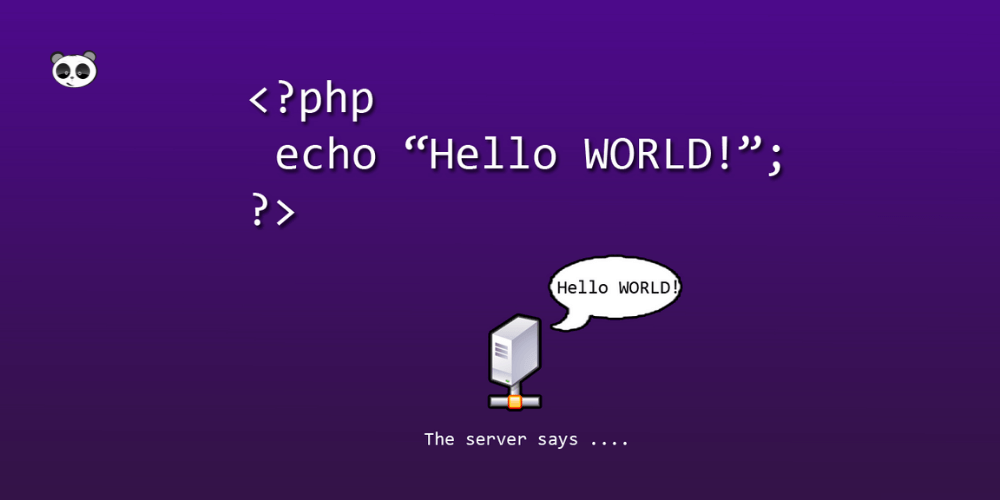 <?php
echo “Hello WORLD!”;
?>
Hello WORLD!
The server says ....